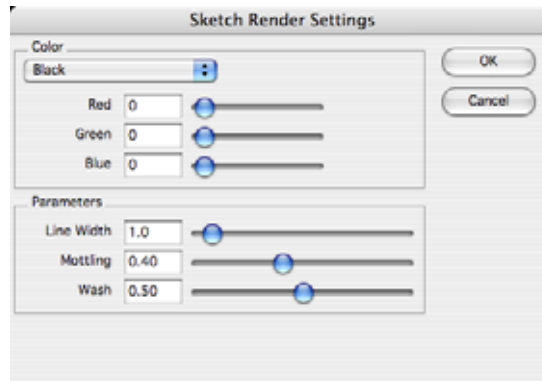 Sketch Render Settings
Color
Black
OK
Red 0
Cancel
Green 0
Blue 0
Parameters
Line Width 1.0
Mottling 0.40
Wash 0.50